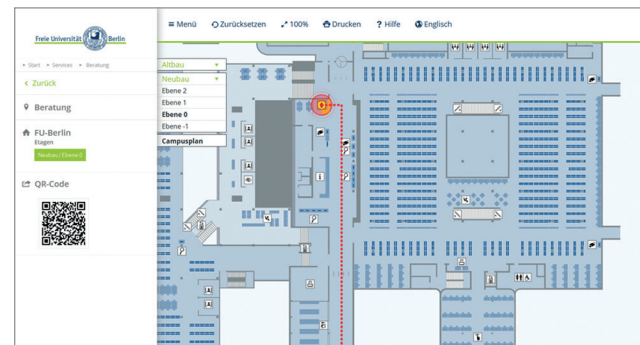 Menü Zurücksetzen 100% Drucken Hilfe Englisch
Freie Universität Berlin
Start Services Beratung
< Zurück
Beratung
FU-Berlin
Etagen
Neubau / Ebene 0
QR-Code
Altbau
Neubau
Ebene 2
Ebene 1
Ebene 0
Ebene -1
Campusplan